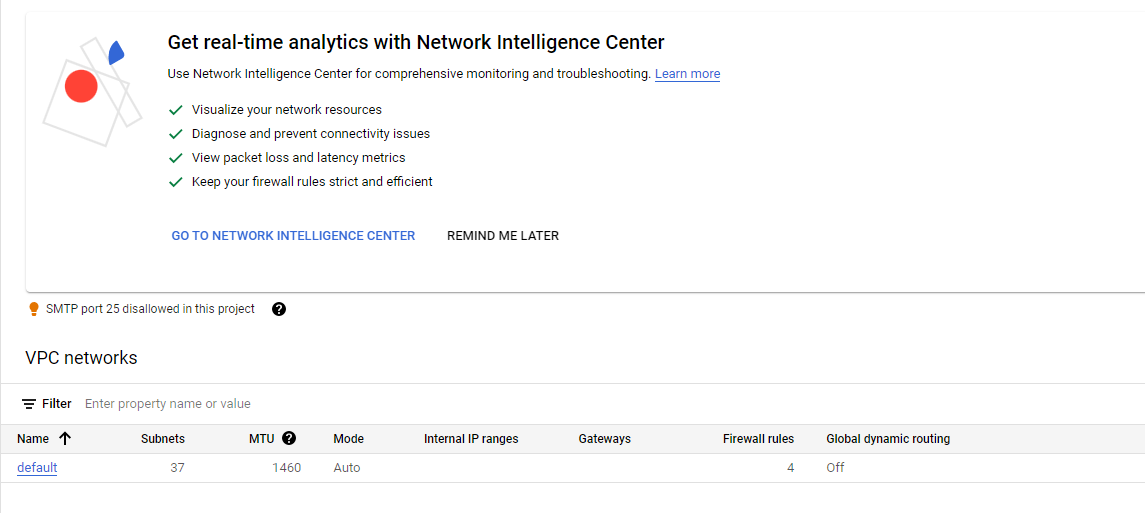 Get real-time analytics with Network Intelligence Center
Use Network Intelligence Center for comprehensive monitoring and troubleshooting. Learn more
Visualize your network resources
Diagnose and prevent connectivity issues
View packet loss and latency metrics
Keep your firewall rules strict and efficient
GO TO NETWORK INTELLIGENCE CENTER REMIND ME LATER
SMTP port 25 disallowed in this project ?
VPC networks
Filter Enter property name or value
Name Subnets MTU ? Mode Internal IP ranges Gateways Firewall rules Global dynamic routing
default 37 1460 Auto 4 Off